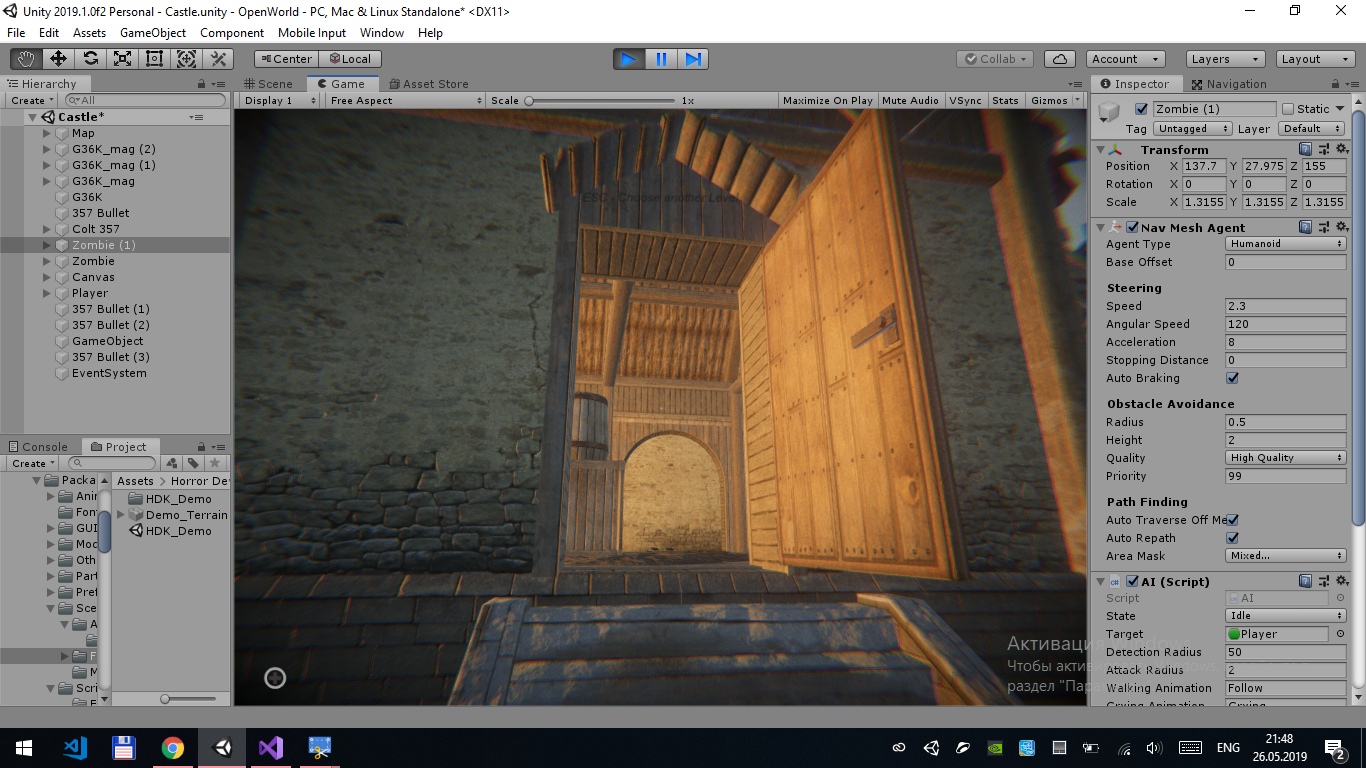 Unity 2019.1.0f2 Personal - Castle.unity - OpenWorld - PC, Mac & Linux Standalone* <DX11>
File Edit Assets GameObject Component Mobile Input Window Help
Center Local Collab Account Layers Layout
Hierarchy
Create All
Castle*
Map
G36K_mag (2)
G36K_mag (1)
G36K_mag
G36K
357 Bullet
Colt 357
Zombie (1)
Zombie
Canvas
Player
357 Bullet (1)
357 Bullet (2)
GameObject
357 Bullet (3)
EventSystem
Console Project
Create
Packa
Anir
Fon
GUI
Moc
Oth
Part
Pref
Sce
A
F
M
Scri
Assets Horror De
HDK_Demo
Demo_Terrain
HDK_Demo
Scene Game Asset Store
Display 1 Free Aspect Scale 1x Maximize On Play Mute Audio VSync Stats Gizmos
ESC - Choose another Level
Активация Windows
Чтобы
раздел
Inspector Navigation
Zombie (1) Static
Tag Untagged Layer Default
Transform
Position X 137.7 Y 27.975 Z 155
Rotation X 0 Y 0 Z 0
Scale X 1.3155 Y 1.3155 Z 1.3155
Nav Mesh Agent
Agent Type Humanoid
Base Offset 0
Steering
Speed 2.3
Angular Speed 120
Acceleration 8
Stopping Distance 0
Auto Braking
Obstacle Avoidance
Radius 0.5
Height 2
Quality High Quality
Priority 99
Path Finding
Auto Traverse Off Me
Auto Repath
Area Mask Mixed...
AI (Script)
Script AI
State Idle
Target Player
Detection Radius 50
Attack Radius 2
Walking Animation Follow
Crying Animation Crying
ENG
21:48
26.05.2019
2